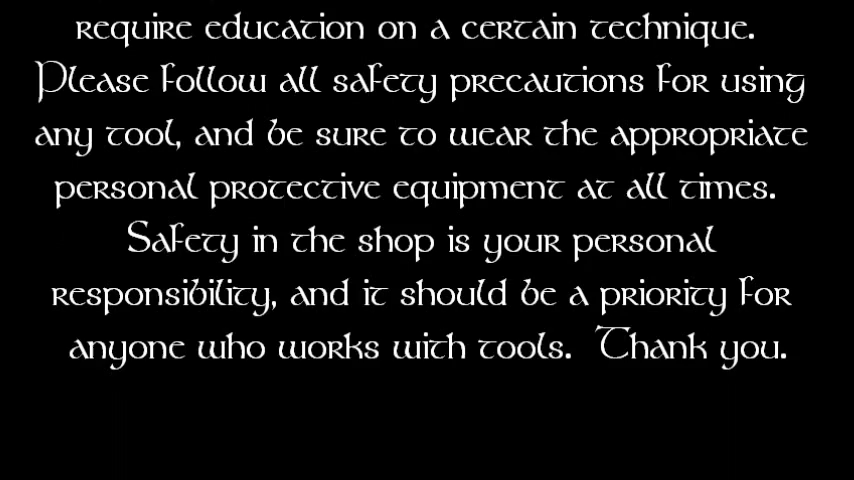 require education on a certain technique.
Please follow all safety precautions for using
any tool, and be sure to wear the appropriate
personal protective equipment at all times.
Safety in the shop is your personal
responsibility, and it should be a priority for
anyone who works with tools.  Thank you.